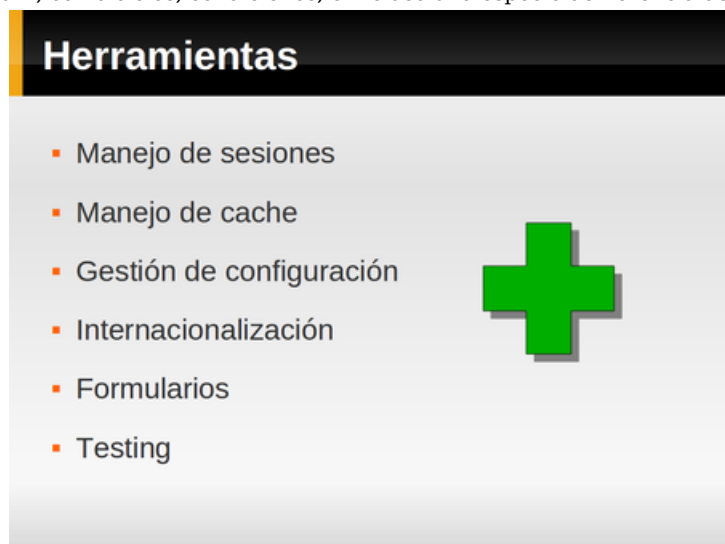 Herramientas
Manejo de sesiones
Manejo de cache
Gestión de configuración
Internacionalización
Formularios
Testing